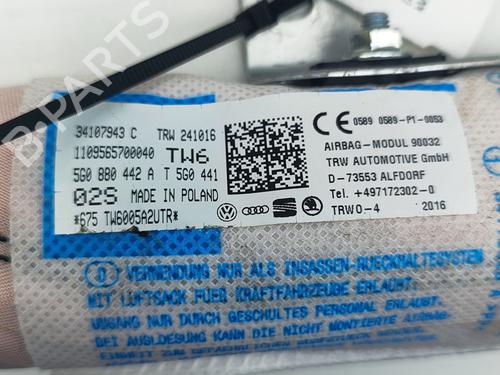 B-PARTS
34107943 C TRW 241016
1109565700040 TW6
5G0 880 442 A T 5G0 441
02S MADE IN POLAND
*675 TW6005A2UTR*
CE 0589 0589-P1-0053
AIRBAG-MODUL 90032
TRW AUTOMOTIVE GmbH
D-73553 ALFDORF
Tel. +497172302-0
TRWO-4 2016
D VERWENDUNG NUR ALS INSASSEN-RUECKHALTESYSTEM
MIT LUFTSACK FUER KRAFTFAHRZEUGE ERLAUBT.
UMGANG NUR DURCH GESCHULTES PERSONAL ERLAUBT.
BEI AUSLOESUNG KANN DIE NICHT MONTIERTE AIRBAG-
EINHEIT ZUM